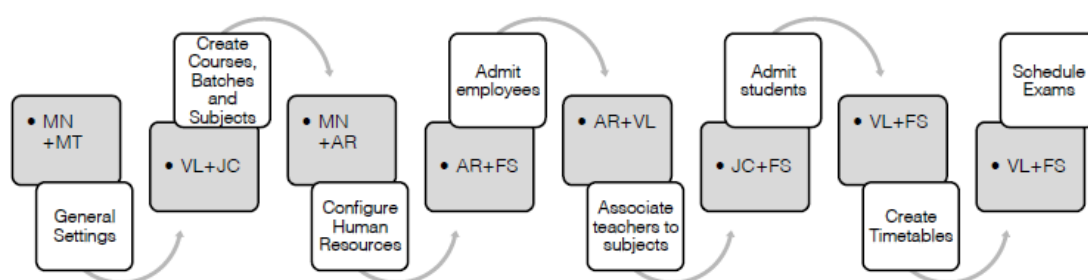 • MN
+MT
General
Settings
Create
Courses,
Batches
and
Subjects
• VL+JC
• MN
+AR
Configure
Human
Resources
Admit
employees
• AR+FS
• AR+VL
Associate
teachers to
subjects
Admit
students
• JC+FS
• VL+FS
Create
Timetables
Schedule
Exams
• VL+FS